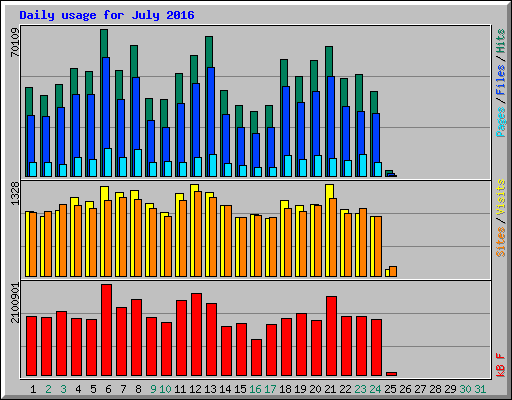 Daily usage for July 2016
70109
Pages / Files / Hits
1328
Sites / Visits
2100901
kB F
1 2 3 4 5 6 7 8 9 10 11 12 13 14 15 16 17 18 19 20 21 22 23 24 25 26 27 28 29 30 31